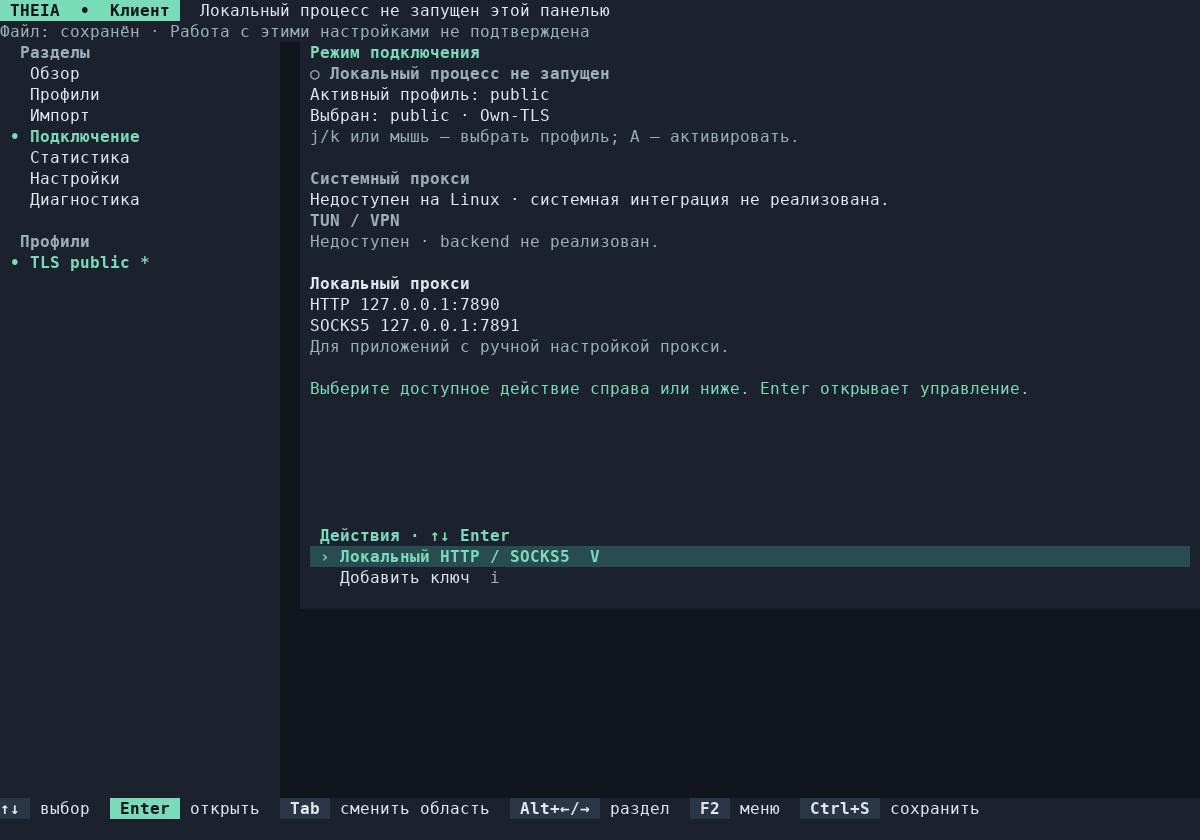 THEIA • Клиент Локальный процесс не запущен этой панелью
Файл: сохранён · Работа с этими настройками не подтверждена
Разделы
Обзор
Профили
Импорт
• Подключение
Статистика
Настройки
Диагностика
Профили
• TLS public *
Режим подключения
○ Локальный процесс не запущен
Активный профиль: public
Выбран: public · Own-TLS
j/k или мышь — выбрать профиль; A — активировать.
Системный прокси
Недоступен на Linux · системная интеграция не реализована.
TUN / VPN
Недоступен · backend не реализован.
Локальный прокси
HTTP 127.0.0.1:7890
SOCKS5 127.0.0.1:7891
Для приложений с ручной настройкой прокси.
Выберите доступное действие справа или ниже. Enter открывает управление.
Действия · ↑↓ Enter
› Локальный HTTP / SOCKS5 V
Добавить ключ i
↑↓ выбор Enter открыть Tab сменить область Alt+←/→ раздел F2 меню Ctrl+S сохранить